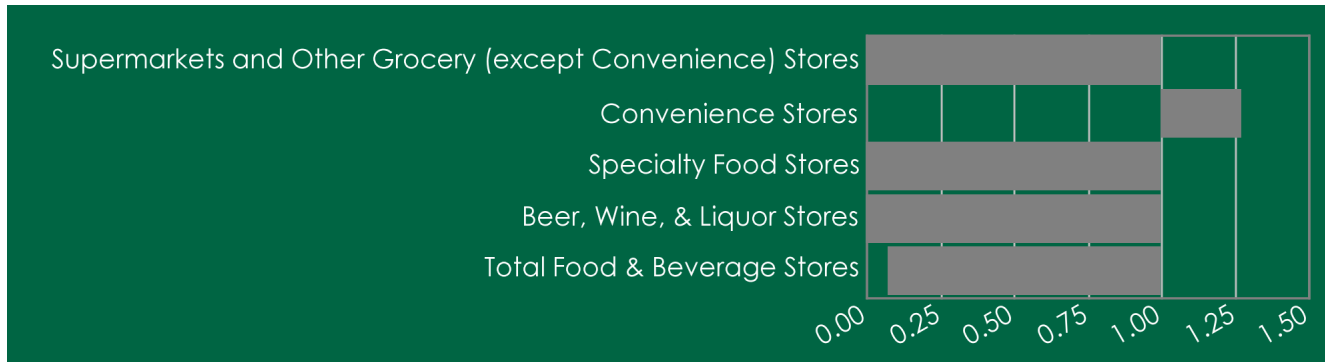 Supermarkets and Other Grocery (except Convenience) Stores
Convenience Stores
Specialty Food Stores
Beer, Wine, & Liquor Stores
Total Food & Beverage Stores
0.00 0.25 0.50 0.75 1.00 1.25 1.50